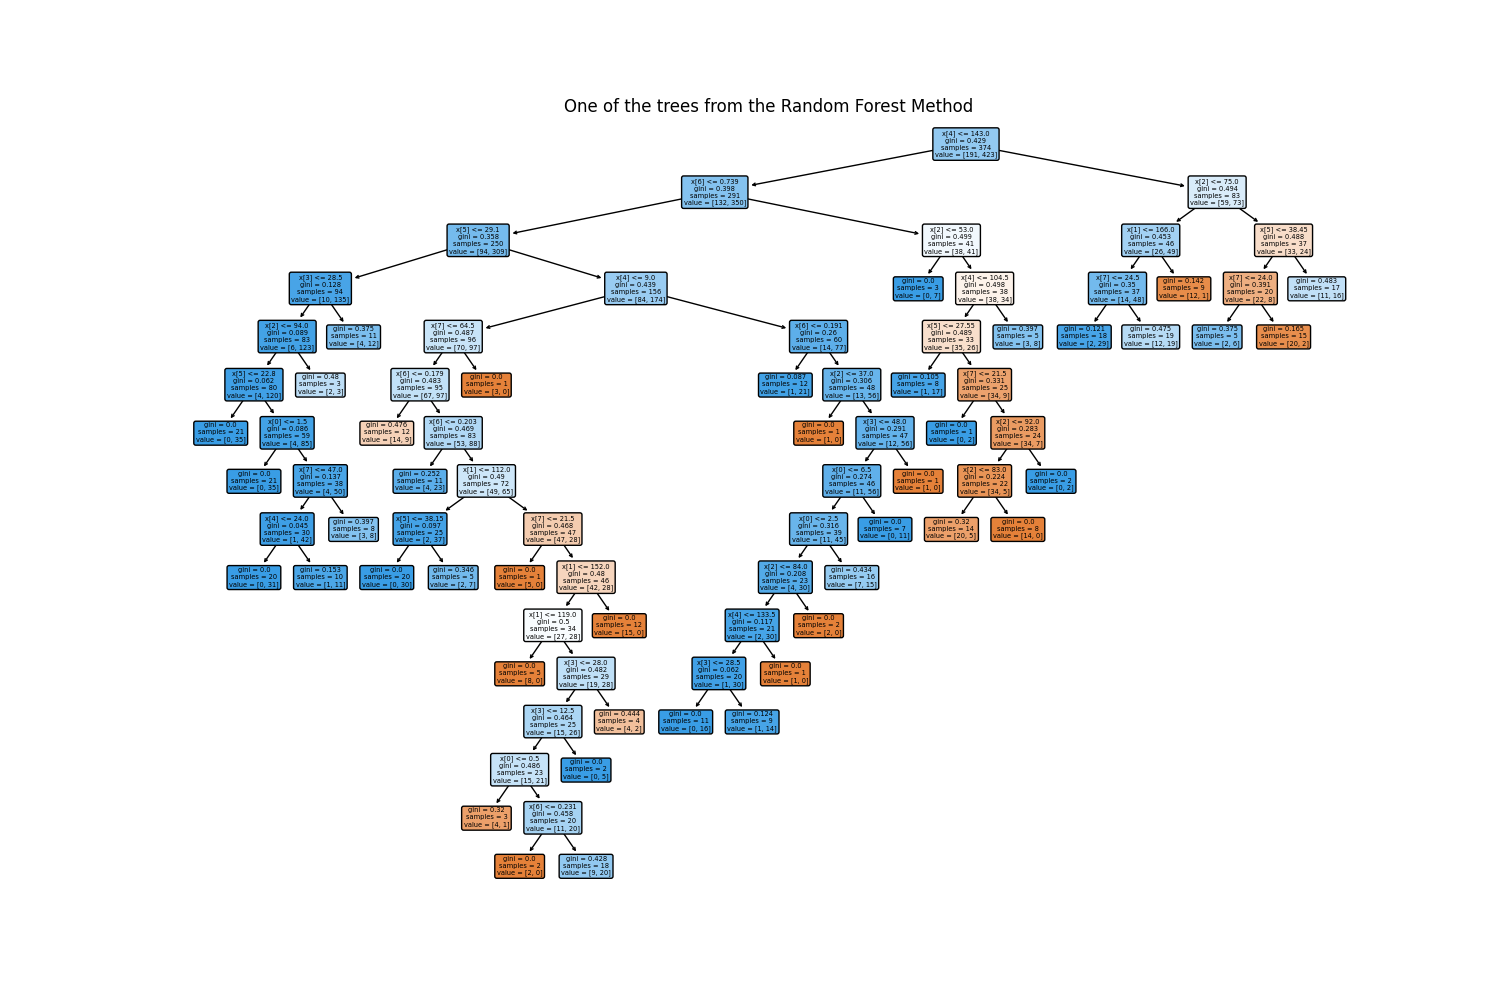 One of the trees from the Random Forest Method
x[4] <= 143.0
gini = 0.429
samples = 374
value = [191, 423]
x[6] <= 0.739
gini = 0.398
samples = 291
value = [132, 350]
x[2] <= 75.0
gini = 0.494
samples = 83
value = [59, 73]
x[5] <= 29.1
gini = 0.358
samples = 250
value = [94, 309]
x[2] <= 53.0
gini = 0.499
samples = 41
value = [38, 41]
x[1] <= 166.0
gini = 0.453
samples = 46
value = [26, 49]
x[5] <= 38.45
gini = 0.488
samples = 37
value = [33, 24]
x[3] <= 28.5
gini = 0.128
samples = 94
value = [10, 135]
x[4] <= 9.0
gini = 0.439
samples = 156
value = [84, 174]
gini = 0.0
samples = 3
value = [0, 7]
x[4] <= 104.5
gini = 0.498
samples = 38
value = [38, 34]
x[7] <= 24.5
gini = 0.35
samples = 37
value = [14, 48]
gini = 0.142
samples = 9
value = [12, 1]
x[7] <= 24.0
gini = 0.391
samples = 20
value = [22, 8]
gini = 0.483
samples = 17
value = [11, 16]
x[2] <= 94.0
gini = 0.089
samples = 83
value = [6, 123]
gini = 0.375
samples = 11
value = [4, 12]
x[7] <= 64.5
gini = 0.487
samples = 96
value = [70, 97]
x[6] <= 0.191
gini = 0.26
samples = 60
value = [14, 77]
x[5] <= 27.55
gini = 0.489
samples = 33
value = [35, 26]
gini = 0.397
samples = 5
value = [3, 8]
gini = 0.121
samples = 18
value = [2, 29]
gini = 0.475
samples = 19
value = [12, 19]
gini = 0.375
samples = 5
value = [2, 6]
gini = 0.165
samples = 15
value = [20, 2]
x[5] <= 22.8
gini = 0.062
samples = 80
value = [4, 120]
gini = 0.48
samples = 3
value = [2, 3]
x[6] <= 0.179
gini = 0.483
samples = 95
value = [67, 97]
gini = 0.0
samples = 1
value = [3, 0]
gini = 0.087
samples = 12
value = [1, 21]
x[2] <= 37.0
gini = 0.306
samples = 48
value = [13, 56]
gini = 0.105
samples = 8
value = [1, 17]
x[7] <= 21.5
gini = 0.331
samples = 25
value = [34, 9]
gini = 0.0
samples = 21
value = [0, 35]
x[0] <= 1.5
gini = 0.086
samples = 59
value = [4, 85]
gini = 0.476
samples = 12
value = [14, 9]
x[6] <= 0.203
gini = 0.469
samples = 83
value = [53, 88]
gini = 0.0
samples = 1
value = [1, 0]
x[3] <= 48.0
gini = 0.291
samples = 47
value = [12, 56]
gini = 0.0
samples = 1
value = [0, 2]
x[2] <= 92.0
gini = 0.283
samples = 24
value = [34, 7]
gini = 0.0
samples = 21
value = [0, 35]
x[7] <= 47.0
gini = 0.137
samples = 38
value = [4, 50]
gini = 0.252
samples = 11
value = [4, 23]
x[1] <= 112.0
gini = 0.49
samples = 72
value = [49, 65]
x[0] <= 6.5
gini = 0.274
samples = 46
value = [11, 56]
gini = 0.0
samples = 1
value = [1, 0]
x[2] <= 83.0
gini = 0.224
samples = 22
value = [34, 5]
gini = 0.0
samples = 2
value = [0, 2]
x[4] <= 24.0
gini = 0.045
samples = 30
value = [1, 42]
gini = 0.397
samples = 8
value = [3, 8]
x[5] <= 38.15
gini = 0.097
samples = 25
value = [2, 37]
x[7] <= 21.5
gini = 0.468
samples = 47
value = [47, 28]
x[0] <= 2.5
gini = 0.316
samples = 39
value = [11, 45]
gini = 0.0
samples = 7
value = [0, 11]
gini = 0.32
samples = 14
value = [20, 5]
gini = 0.0
samples = 8
value = [14, 0]
gini = 0.0
samples = 20
value = [0, 31]
gini = 0.153
samples = 10
value = [1, 11]
gini = 0.0
samples = 20
value = [0, 30]
gini = 0.346
samples = 5
value = [2, 7]
gini = 0.0
samples = 1
value = [5, 0]
x[1] <= 152.0
gini = 0.48
samples = 46
value = [42, 28]
x[2] <= 84.0
gini = 0.208
samples = 23
value = [4, 30]
gini = 0.434
samples = 16
value = [7, 15]
x[1] <= 119.0
gini = 0.5
samples = 34
value = [27, 28]
gini = 0.0
samples = 12
value = [15, 0]
x[4] <= 133.5
gini = 0.117
samples = 21
value = [2, 30]
gini = 0.0
samples = 2
value = [2, 0]
gini = 0.0
samples = 5
value = [8, 0]
x[3] <= 28.0
gini = 0.482
samples = 29
value = [19, 28]
x[3] <= 28.5
gini = 0.062
samples = 20
value = [1, 30]
gini = 0.0
samples = 1
value = [1, 0]
x[3] <= 12.5
gini = 0.464
samples = 25
value = [15, 26]
gini = 0.444
samples = 4
value = [4, 2]
gini = 0.0
samples = 11
value = [0, 16]
gini = 0.124
samples = 9
value = [1, 14]
x[0] <= 0.5
gini = 0.486
samples = 23
value = [15, 21]
gini = 0.0
samples = 2
value = [0, 5]
gini = 0.32
samples = 3
value = [4, 1]
x[6] <= 0.231
gini = 0.458
samples = 20
value = [11, 20]
gini = 0.0
samples = 2
value = [2, 0]
gini = 0.428
samples = 18
value = [9, 20]